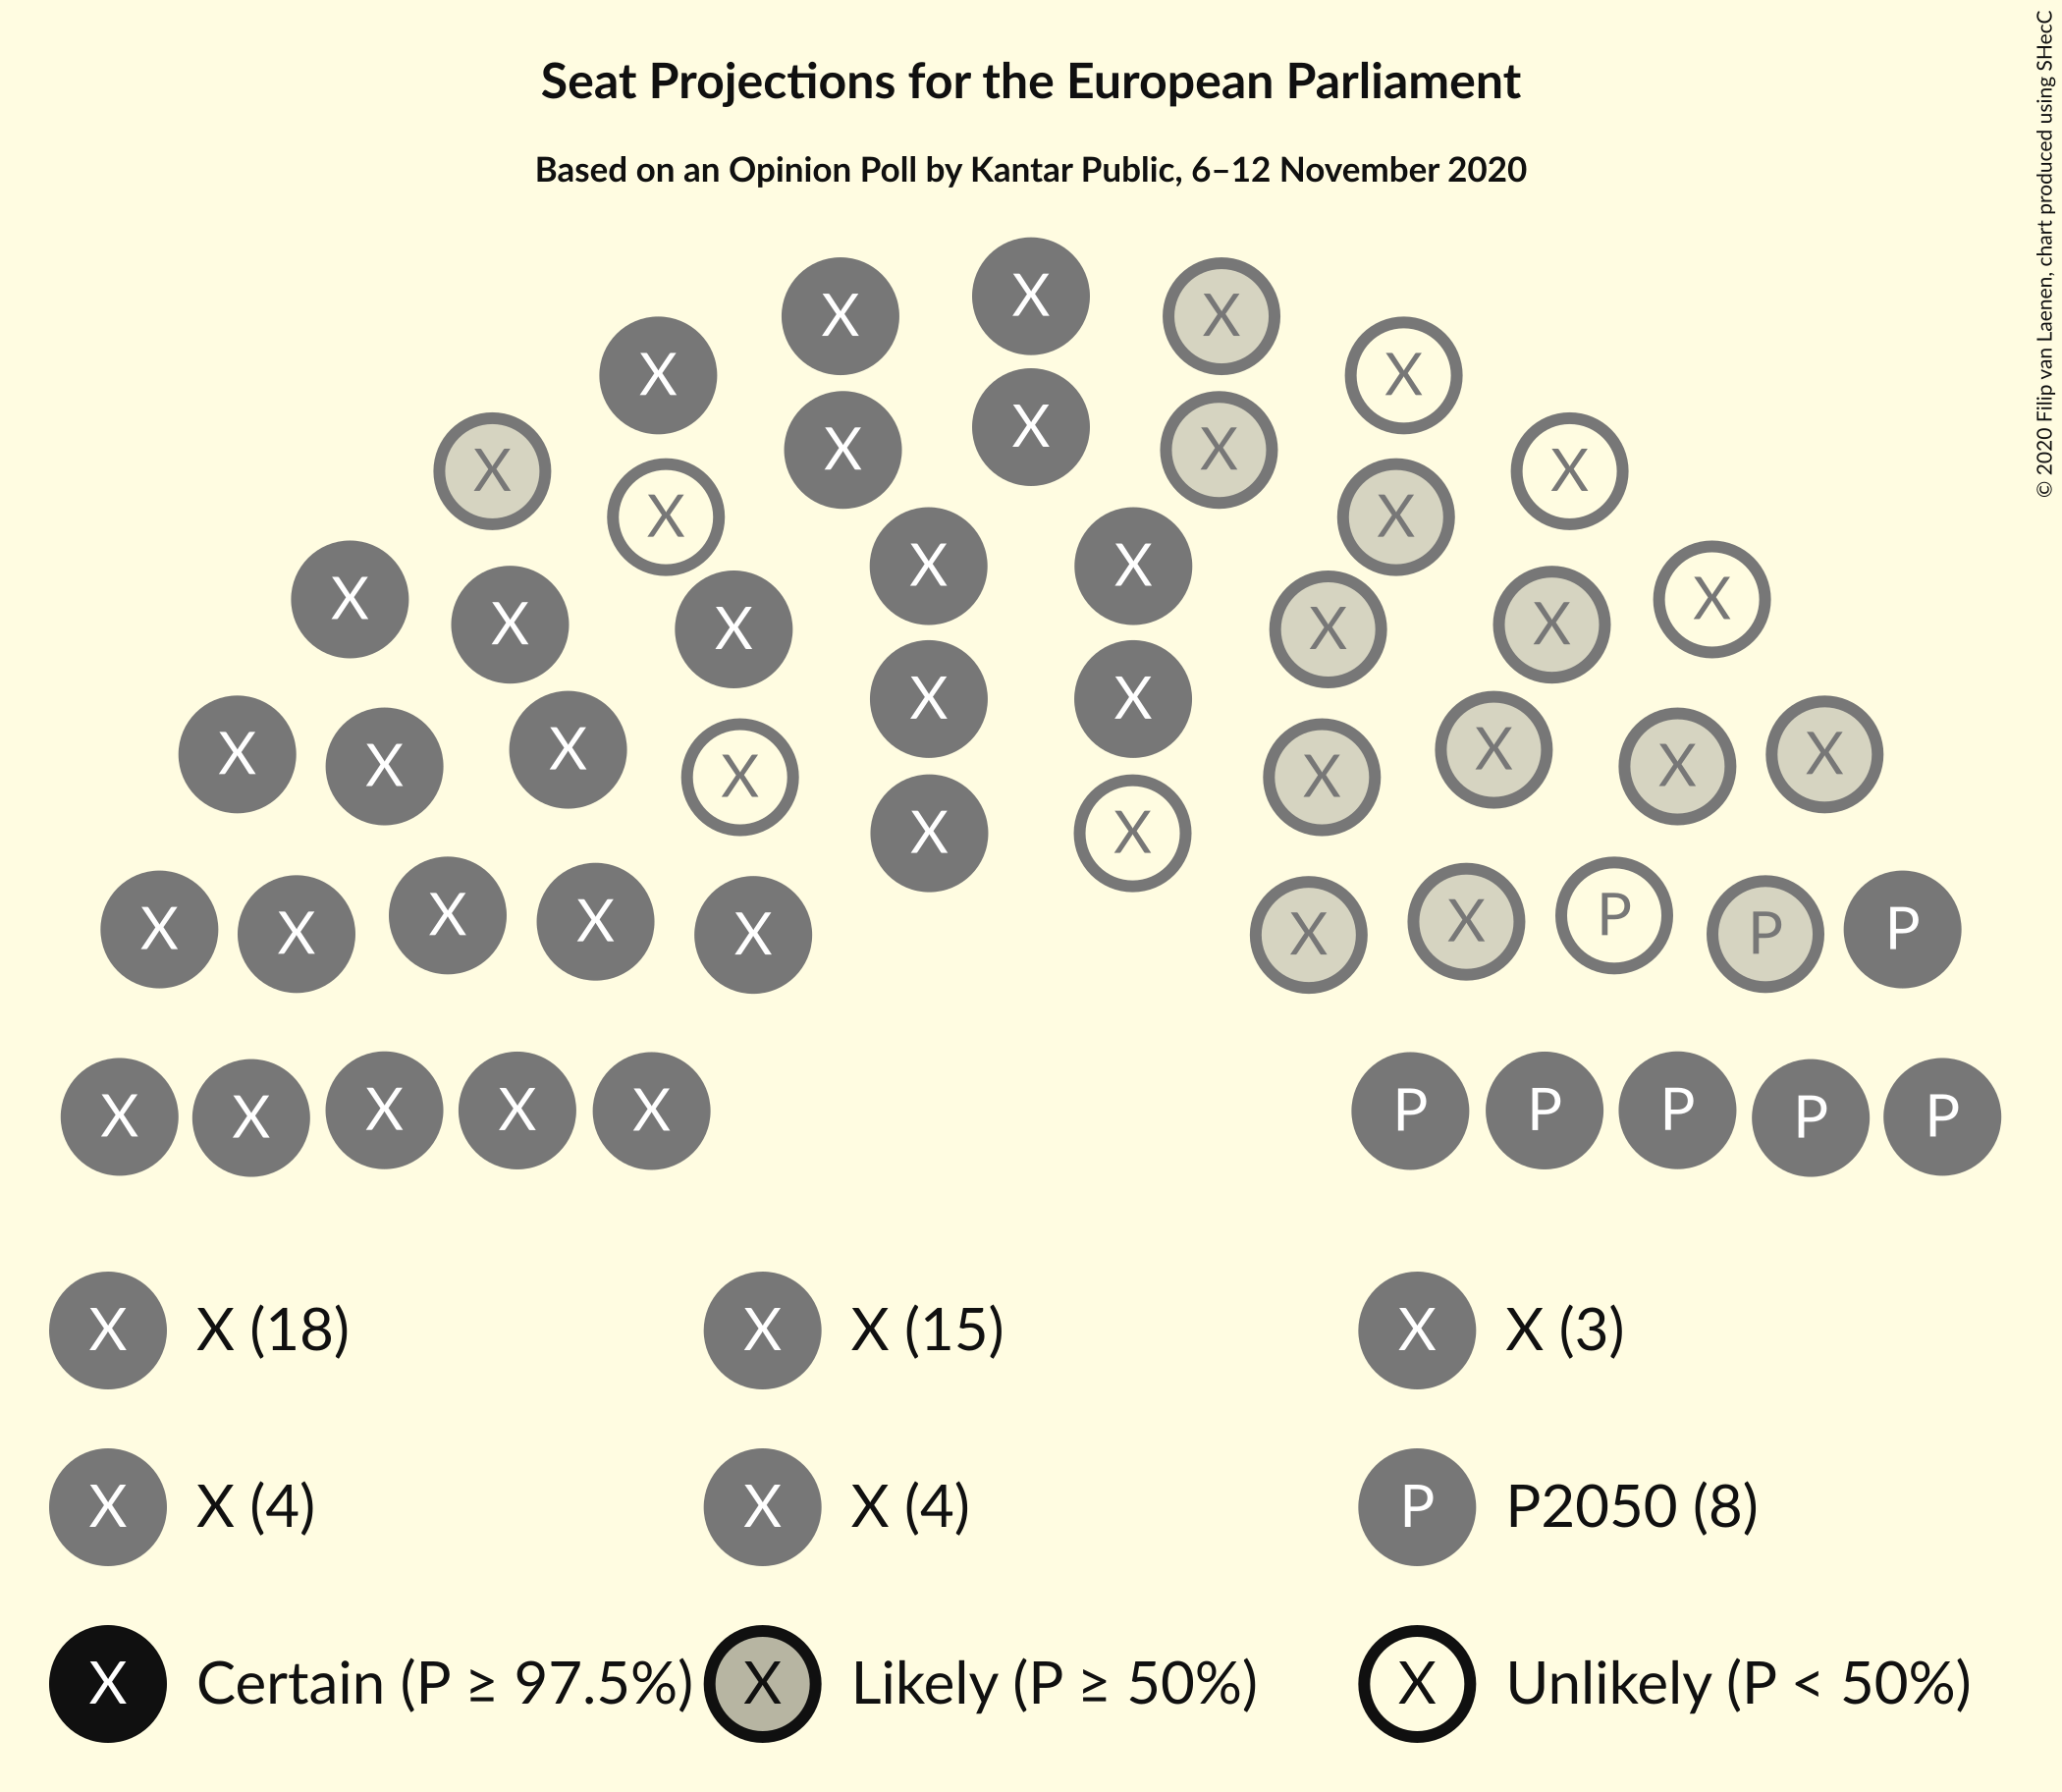 Seat Projections for the European Parliament
Based on an Opinion Poll by Kantar Public, 6–12 November 2020
© 2020 Filip van Laenen, chart produced using SHecC
X
X X
X X
X
X X
X X
X X
X X
X X
X X X X
X X
X X X X
X X
X X X X X X P P P
X X X X X P P P P P
X X (18) X X (15) X X (3)
X X (4) X X (4) P P2050 (8)
X Certain (P ≥ 97.5%) X Likely (P ≥ 50%) X Unlikely (P < 50%)